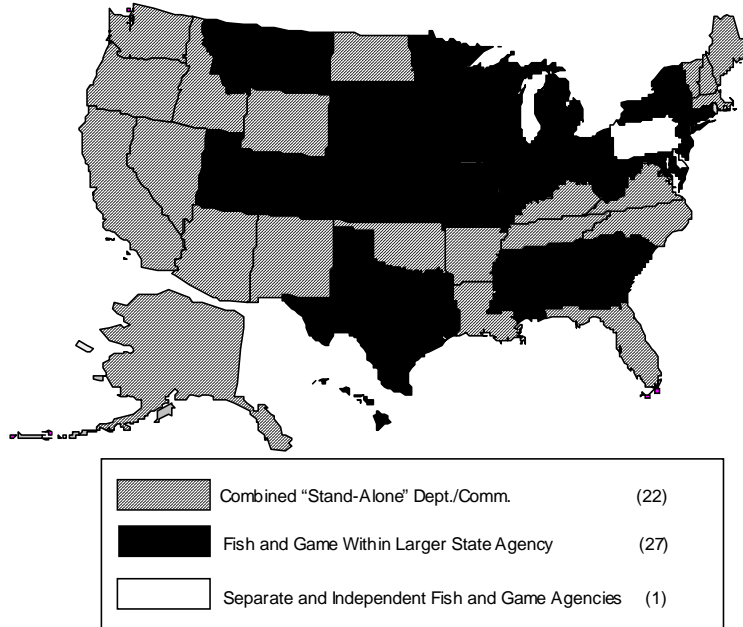 Combined “Stand-Alone” Dept./Comm. (22)
Fish and Game Within Larger State Agency (27)
Separate and Independent Fish and Game Agencies (1)